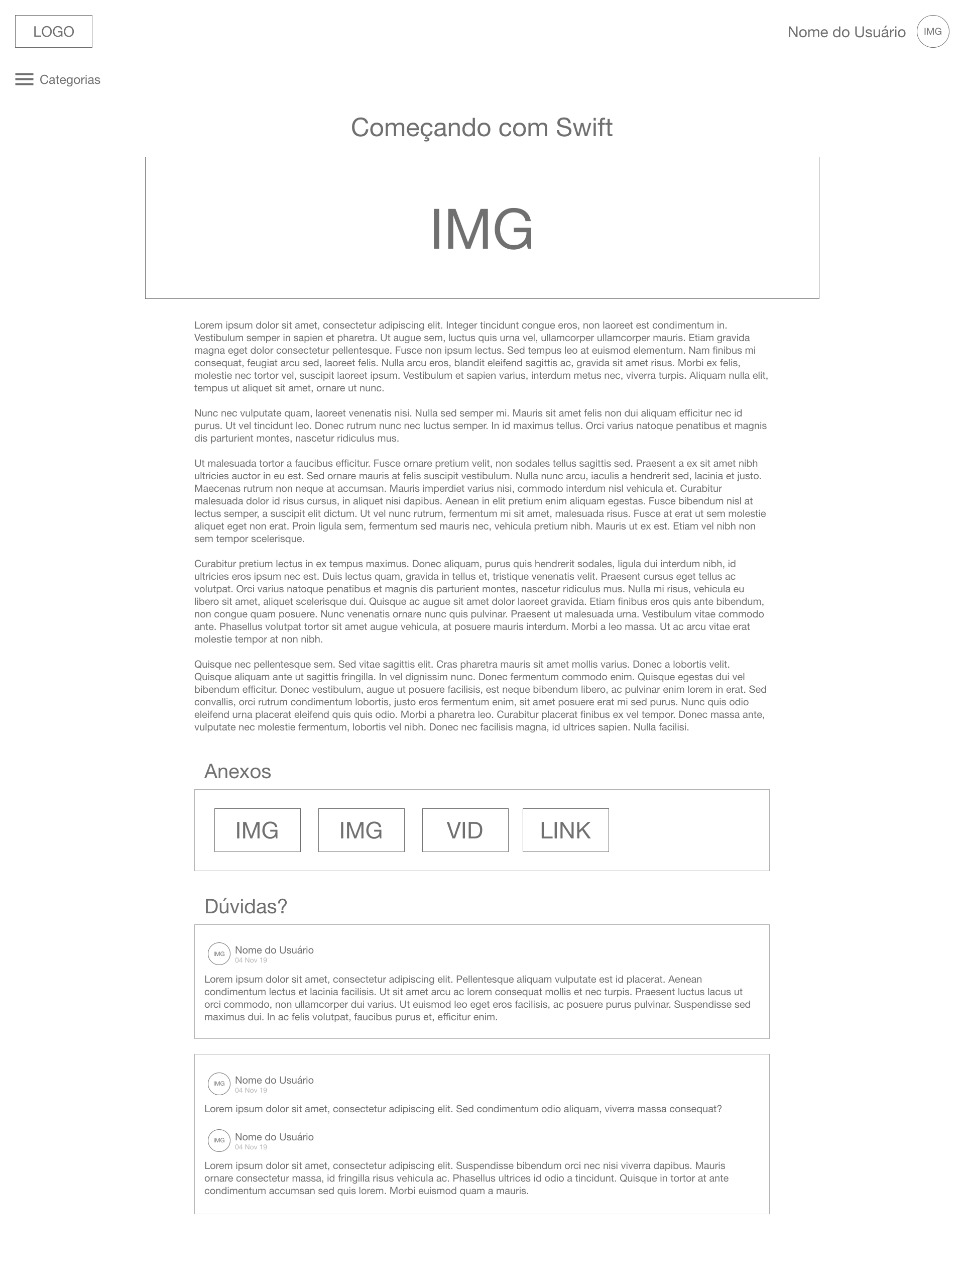 LOGO
Nome do Usuário
IMG
Categorias
Começando com Swift
IMG
Lorem ipsum dolor sit amet, consectetur adipiscing elit. Integer tincidunt congue eros, non laoreet est condimentum in.
Vestibulum semper in sapien et pharetra. Ut augue sem, luctus quis urna vel, ullamcorper ullamcorper mauris. Etiam gravida
magna eget dolor consectetur pellentesque. Fusce non ipsum lectus. Sed tempus leo at euismod elementum. Nam finibus mi
consequat, feugiat arcu sed, laoreet felis. Nulla arcu eros, blandit eleifend sagittis ac, gravida sit amet risus. Morbi ex felis,
molestie nec tortor vel, suscipit laoreet ipsum. Vestibulum et sapien varius, interdum metus nec, viverra turpis. Aliquam nulla elit,
tempus ut aliquet sit amet, ornare ut nunc.
Nunc nec vulputate quam, laoreet venenatis nisi. Nulla sed semper mi. Mauris sit amet felis non dui aliquam efficitur nec id
purus. Ut vel tincidunt leo. Donec rutrum nunc nec luctus semper. In id maximus tellus. Orci varius natoque penatibus et magnis
dis parturient montes, nascetur ridiculus mus.
Ut malesuada tortor a faucibus efficitur. Fusce ornare pretium velit, non sodales tellus sagittis sed. Praesent a ex sit amet nibh
ultricies auctor in eu est. Sed ornare mauris at felis suscipit vestibulum. Nulla nunc arcu, iaculis a hendrerit sed, lacinia et justo.
Maecenas rutrum non neque at accumsan. Mauris imperdiet varius nisi, commodo interdum nisl vehicula et. Curabitur
malesuada dolor id risus cursus, in aliquet nisi dapibus. Aenean in elit pretium enim aliquam egestas. Fusce bibendum nisl at
lectus semper, a suscipit elit dictum. Ut vel nunc rutrum, fermentum mi sit amet, malesuada risus. Fusce at erat ut sem molestie
aliquet eget non erat. Proin ligula sem, fermentum sed mauris nec, vehicula pretium nibh. Mauris ut ex est. Etiam vel nibh non
sem tempor scelerisque.
Curabitur pretium lectus in ex tempus maximus. Donec aliquam, purus quis hendrerit sodales, ligula dui interdum nibh, id
ultricies eros ipsum nec est. Duis lectus quam, gravida in tellus et, tristique venenatis velit. Praesent cursus eget tellus ac
volutpat. Orci varius natoque penatibus et magnis dis parturient montes, nascetur ridiculus mus. Nulla mi risus, vehicula eu
libero sit amet, aliquet scelerisque dui. Quisque ac augue sit amet dolor laoreet gravida. Etiam finibus eros quis ante bibendum,
non congue quam posuere. Nunc venenatis ornare nunc quis pulvinar. Praesent ut malesuada urna. Vestibulum vitae commodo
ante. Phasellus volutpat tortor sit amet augue vehicula, at posuere mauris interdum. Morbi a leo massa. Ut ac arcu vitae erat
molestie tempor at non nibh.
Quisque nec pellentesque sem. Sed vitae sagittis elit. Cras pharetra mauris sit amet mollis varius. Donec a lobortis velit.
Quisque aliquam ante ut sagittis fringilla. In vel dignissim nunc. Donec fermentum commodo enim. Quisque egestas dui vel
bibendum efficitur. Donec vestibulum, augue ut posuere facilisis, est neque bibendum libero, ac pulvinar enim lorem in erat. Sed
convallis, orci rutrum condimentum lobortis, justo eros fermentum enim, sit amet posuere erat mi sed purus. Nunc quis odio
eleifend urna placerat eleifend quis quis odio. Morbi a pharetra leo. Curabitur placerat finibus ex vel tempor. Donec massa ante,
vulputate nec molestie fermentum, lobortis vel nibh. Donec nec facilisis magna, id ultrices sapien. Nulla facilisi.
Anexos
IMG IMG VID LINK
Dúvidas?
IMG
Nome do Usuário
04 Nov 19
Lorem ipsum dolor sit amet, consectetur adipiscing elit. Pellentesque aliquam vulputate est id placerat. Aenean
condimentum lectus et lacinia facilisis. Ut sit amet arcu ac lorem consequat mollis et nec turpis. Praesent luctus lacus ut
orci commodo, non ullamcorper dui varius. Ut euismod leo eget eros facilisis, ac posuere purus pulvinar. Suspendisse sed
maximus dui. In ac felis volutpat, faucibus purus et, efficitur enim.
IMG
Nome do Usuário
04 Nov 19
Lorem ipsum dolor sit amet, consectetur adipiscing elit. Sed condimentum odio aliquam, viverra massa consequat?
IMG
Nome do Usuário
04 Nov 19
Lorem ipsum dolor sit amet, consectetur adipiscing elit. Suspendisse bibendum orci nec nisi viverra dapibus. Mauris
ornare consectetur massa, id fringilla risus vehicula ac. Phasellus ultrices id odio a tincidunt. Quisque in tortor at ante
condimentum accumsan sed quis lorem. Morbi euismod quam a mauris.